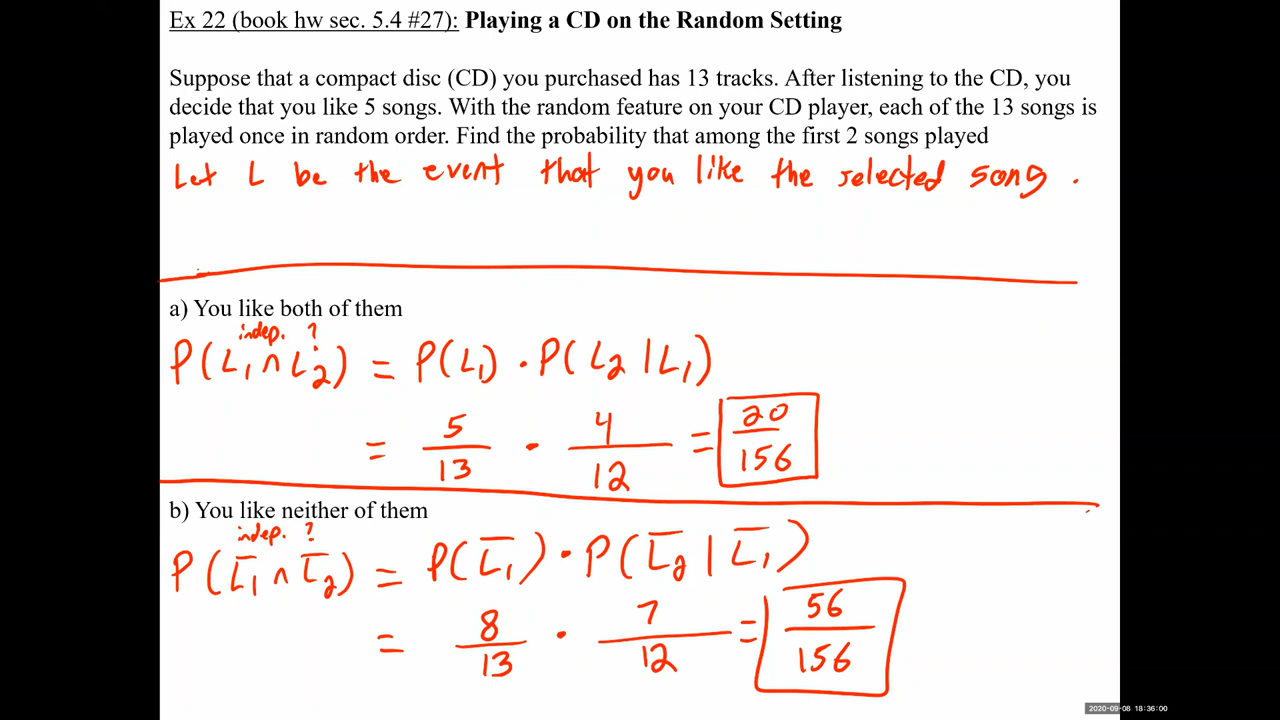 Ex 22 (book hw sec. 5.4 #27): Playing a CD on the Random Setting
Suppose that a compact disc (CD) you purchased has 13 tracks. After listening to the CD, you
decide that you like 5 songs. With the random feature on your CD player, each of the 13 songs is
played once in random order. Find the probability that among the first 2 songs played
Let L be the event that you like the selected song.
a) You like both of them
indep. ?
P(L₁ ∩ L₂) = P(L₁) · P(L₂ | L₁)
= 5/13 · 4/12 = 20/156
b) You like neither of them
indep. ?
P(L̅₁ ∩ L̅₂) = P(L̅₁) · P(L̅₂ | L̅₁)
= 8/13 · 7/12 = 56/156
2020-09-08 18:36:00